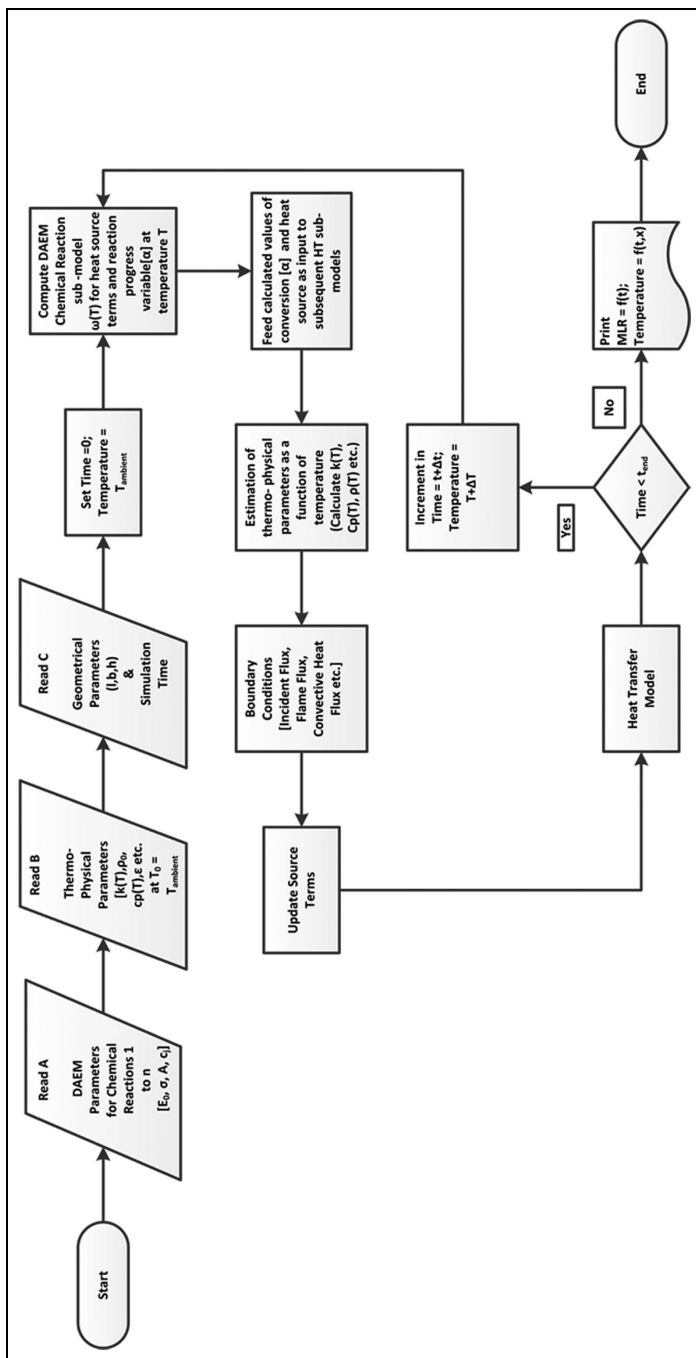 Start
Read A
DAEM
Parameters
for Chemical
Reactions 1
to n
[E₀, σ, A, cⱼ]
Read B
Thermo-
Physical
Parameters
[k(T),ρ₀,
cp(T),ε etc.
at T₀ =
Tambient
Read C
Geometrical
Parameters
(l,b,h)
&
Simulation
Time
Set Time =0;
Temperature =
Tambient
Compute DAEM
Chemical Reaction
sub -model
ω(T) for heat source
terms and reaction
progress
variable[α] at
temperature T
Feed calculated values of
conversion [α] and heat
source as input to
subsequent HT sub-
models
Estimation of
thermo- physical
parameters as a
function of
temperature
(Calculate k(T),
Cp(T), ρ(T) etc.)
Boundary
Conditions
[Incident Flux,
Flame Flux,
Convective Heat
Flux etc.]
Update Source
Terms
Heat Transfer
Model
Time < tend
Yes
Increment in
Time = t+Δt;
Temperature =
T+ΔT
No
Print
MLR = f(t);
Temperature = f(t,x)
End